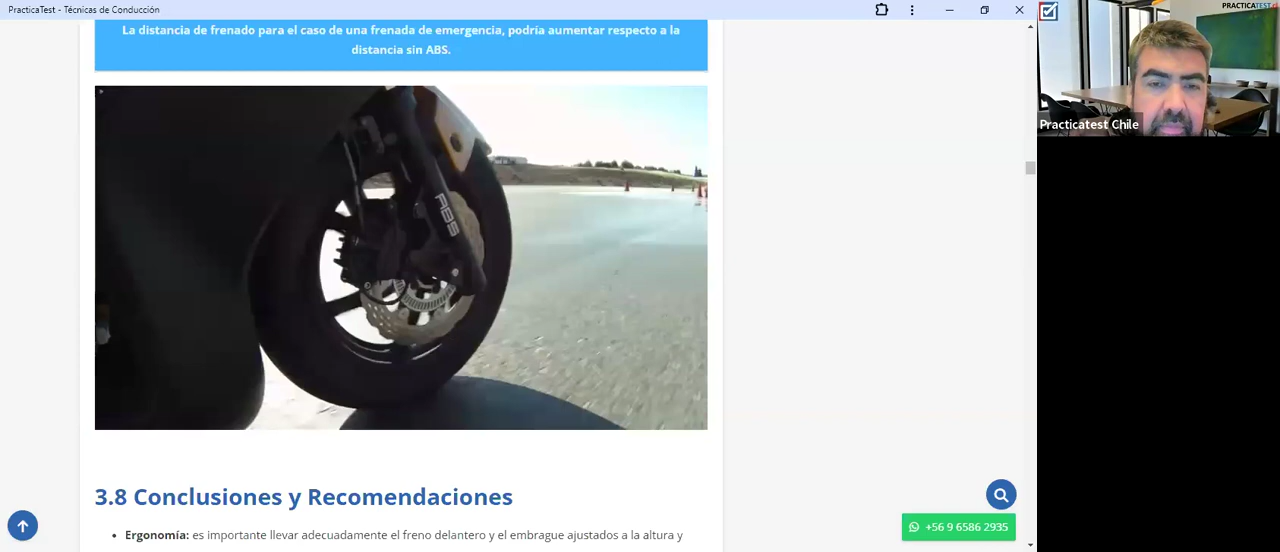 PracticaTest - Técnicas de Conducción
PRACTICATEST
La distancia de frenado para el caso de una frenada de emergencia, podría aumentar respecto a la
distancia sin ABS.
Practicatest Chile
ABS
3.8 Conclusiones y Recomendaciones
+56 9 6586 2935
Ergonomía: es importante llevar adecuadamente el freno delantero y el embrague ajustados a la altura y